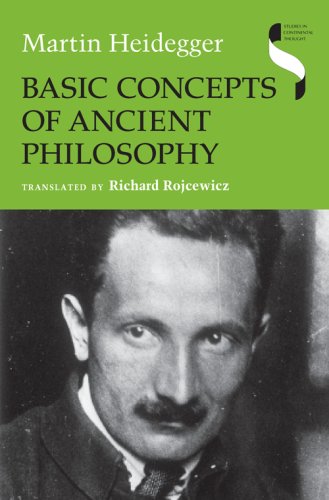 Martin Heidegger
STUDIES IN
CONTINENTAL
THOUGHT
BASIC CONCEPTS
OF ANCIENT
PHILOSOPHY
TRANSLATED BY Richard Rojcewicz